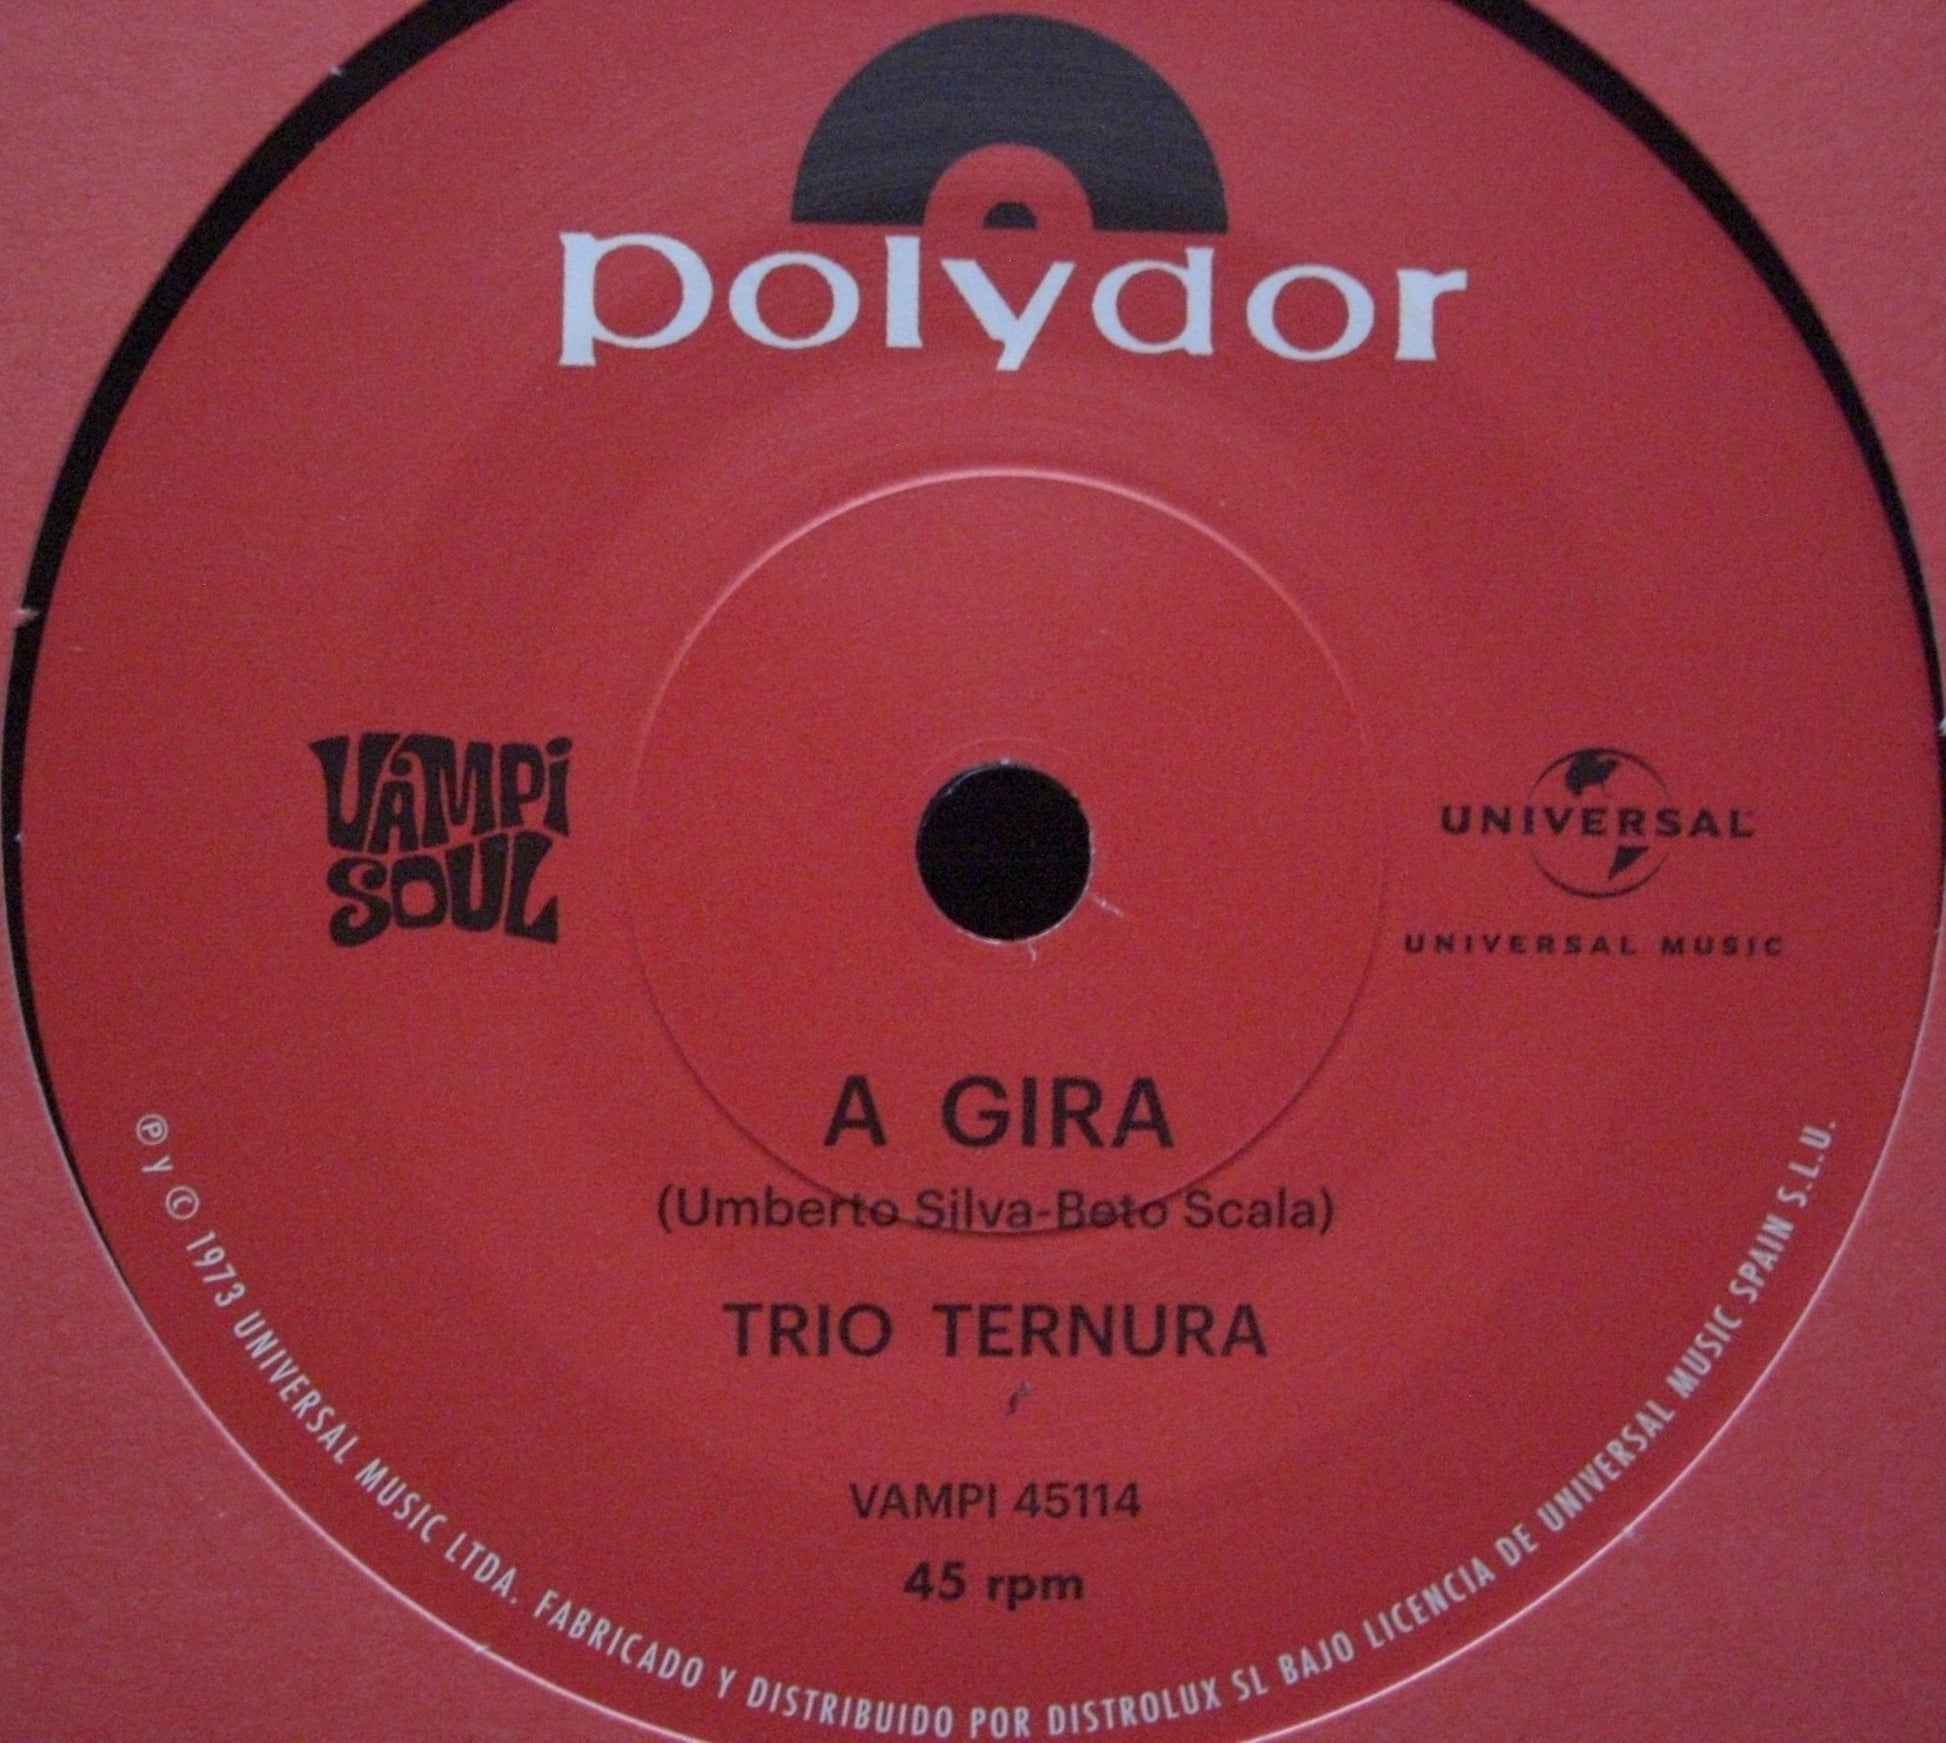 polydor
VAMPi
SOUL
UNIVERSAL
UNIVERSAL MUSIC
A GIRA
(Umberto Silva-Beto Scala)
TRIO TERNURA
VAMPI 45114
45 rpm
Ⓟ y © 1973 UNIVERSAL MUSIC LTDA. FABRICADO Y DISTRIBUIDO POR DISTROLUX SL BAJO LICENCIA DE UNIVERSAL MUSIC SPAIN S.L.U.